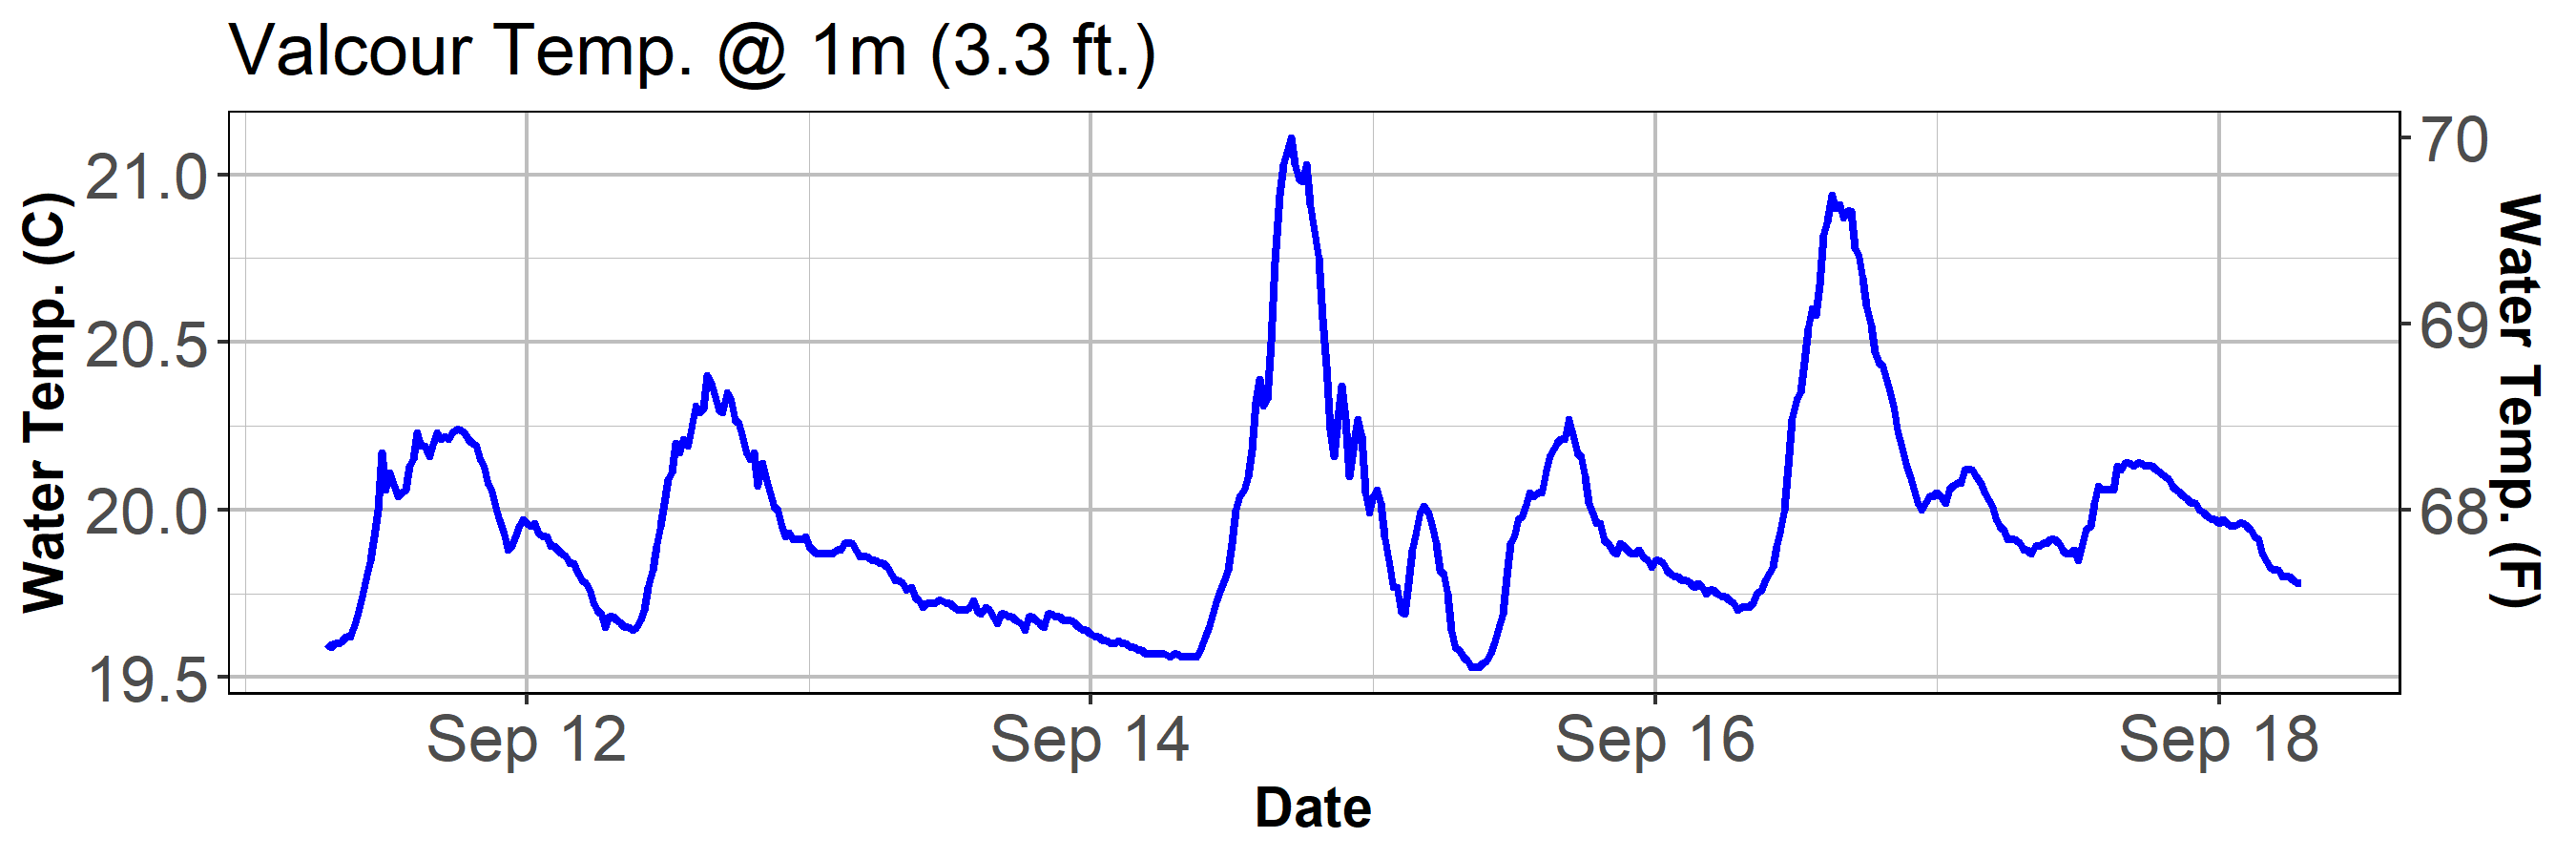 Valcour Temp. @ 1m (3.3 ft.)
Water Temp. (C)
21.0
20.5
20.0
19.5
70
69
68
Water Temp. (F)
Sep 12
Sep 14
Sep 16
Sep 18
Date